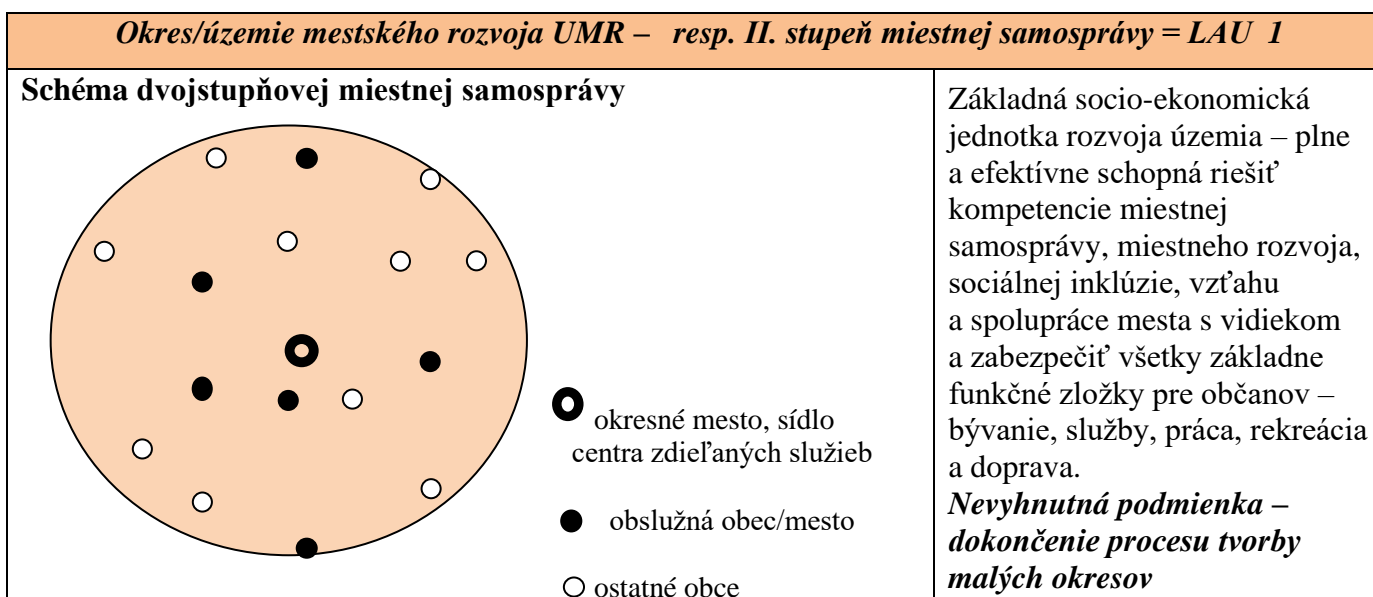 Okres/územie mestského rozvoja UMR – resp. II. stupeň miestnej samosprávy = LAU 1
Schéma dvojstupňovej miestnej samosprávy
okresné mesto, sídlo
centra zdieľaných služieb
obslužná obec/mesto
ostatné obce
Základná socio-ekonomická
jednotka rozvoja územia – plne
a efektívne schopná riešiť
kompetencie miestnej
samosprávy, miestneho rozvoja,
sociálnej inklúzie, vzťahu
a spolupráce mesta s vidiekom
a zabezpečiť všetky základne
funkčné zložky pre občanov –
bývanie, služby, práca, rekreácia
a doprava.
Nevyhnutná podmienka –
dokončenie procesu tvorby
malých okresov